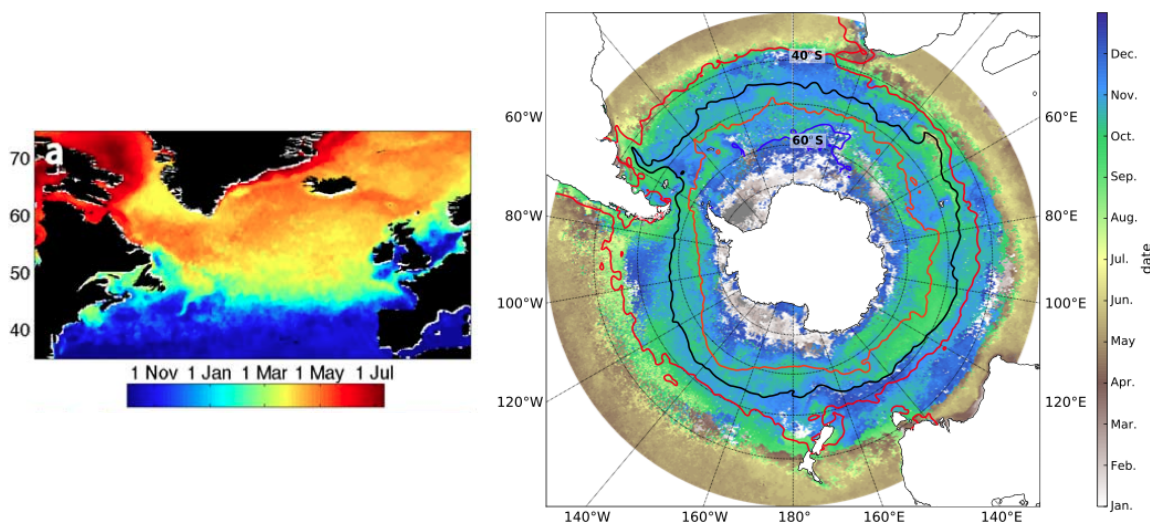 a
70
60
50
40
1 Nov 1 Jan 1 Mar 1 May 1 Jul
40°S
60°S
60°W
80°W
100°W
120°W
140°W 160°W 180° 160°E 140°E
60°E
80°E
100°E
120°E
Dec.
Nov.
Oct.
Sep.
Aug.
Jul.
Jun.
May
Apr.
Mar.
Feb.
Jan.
date